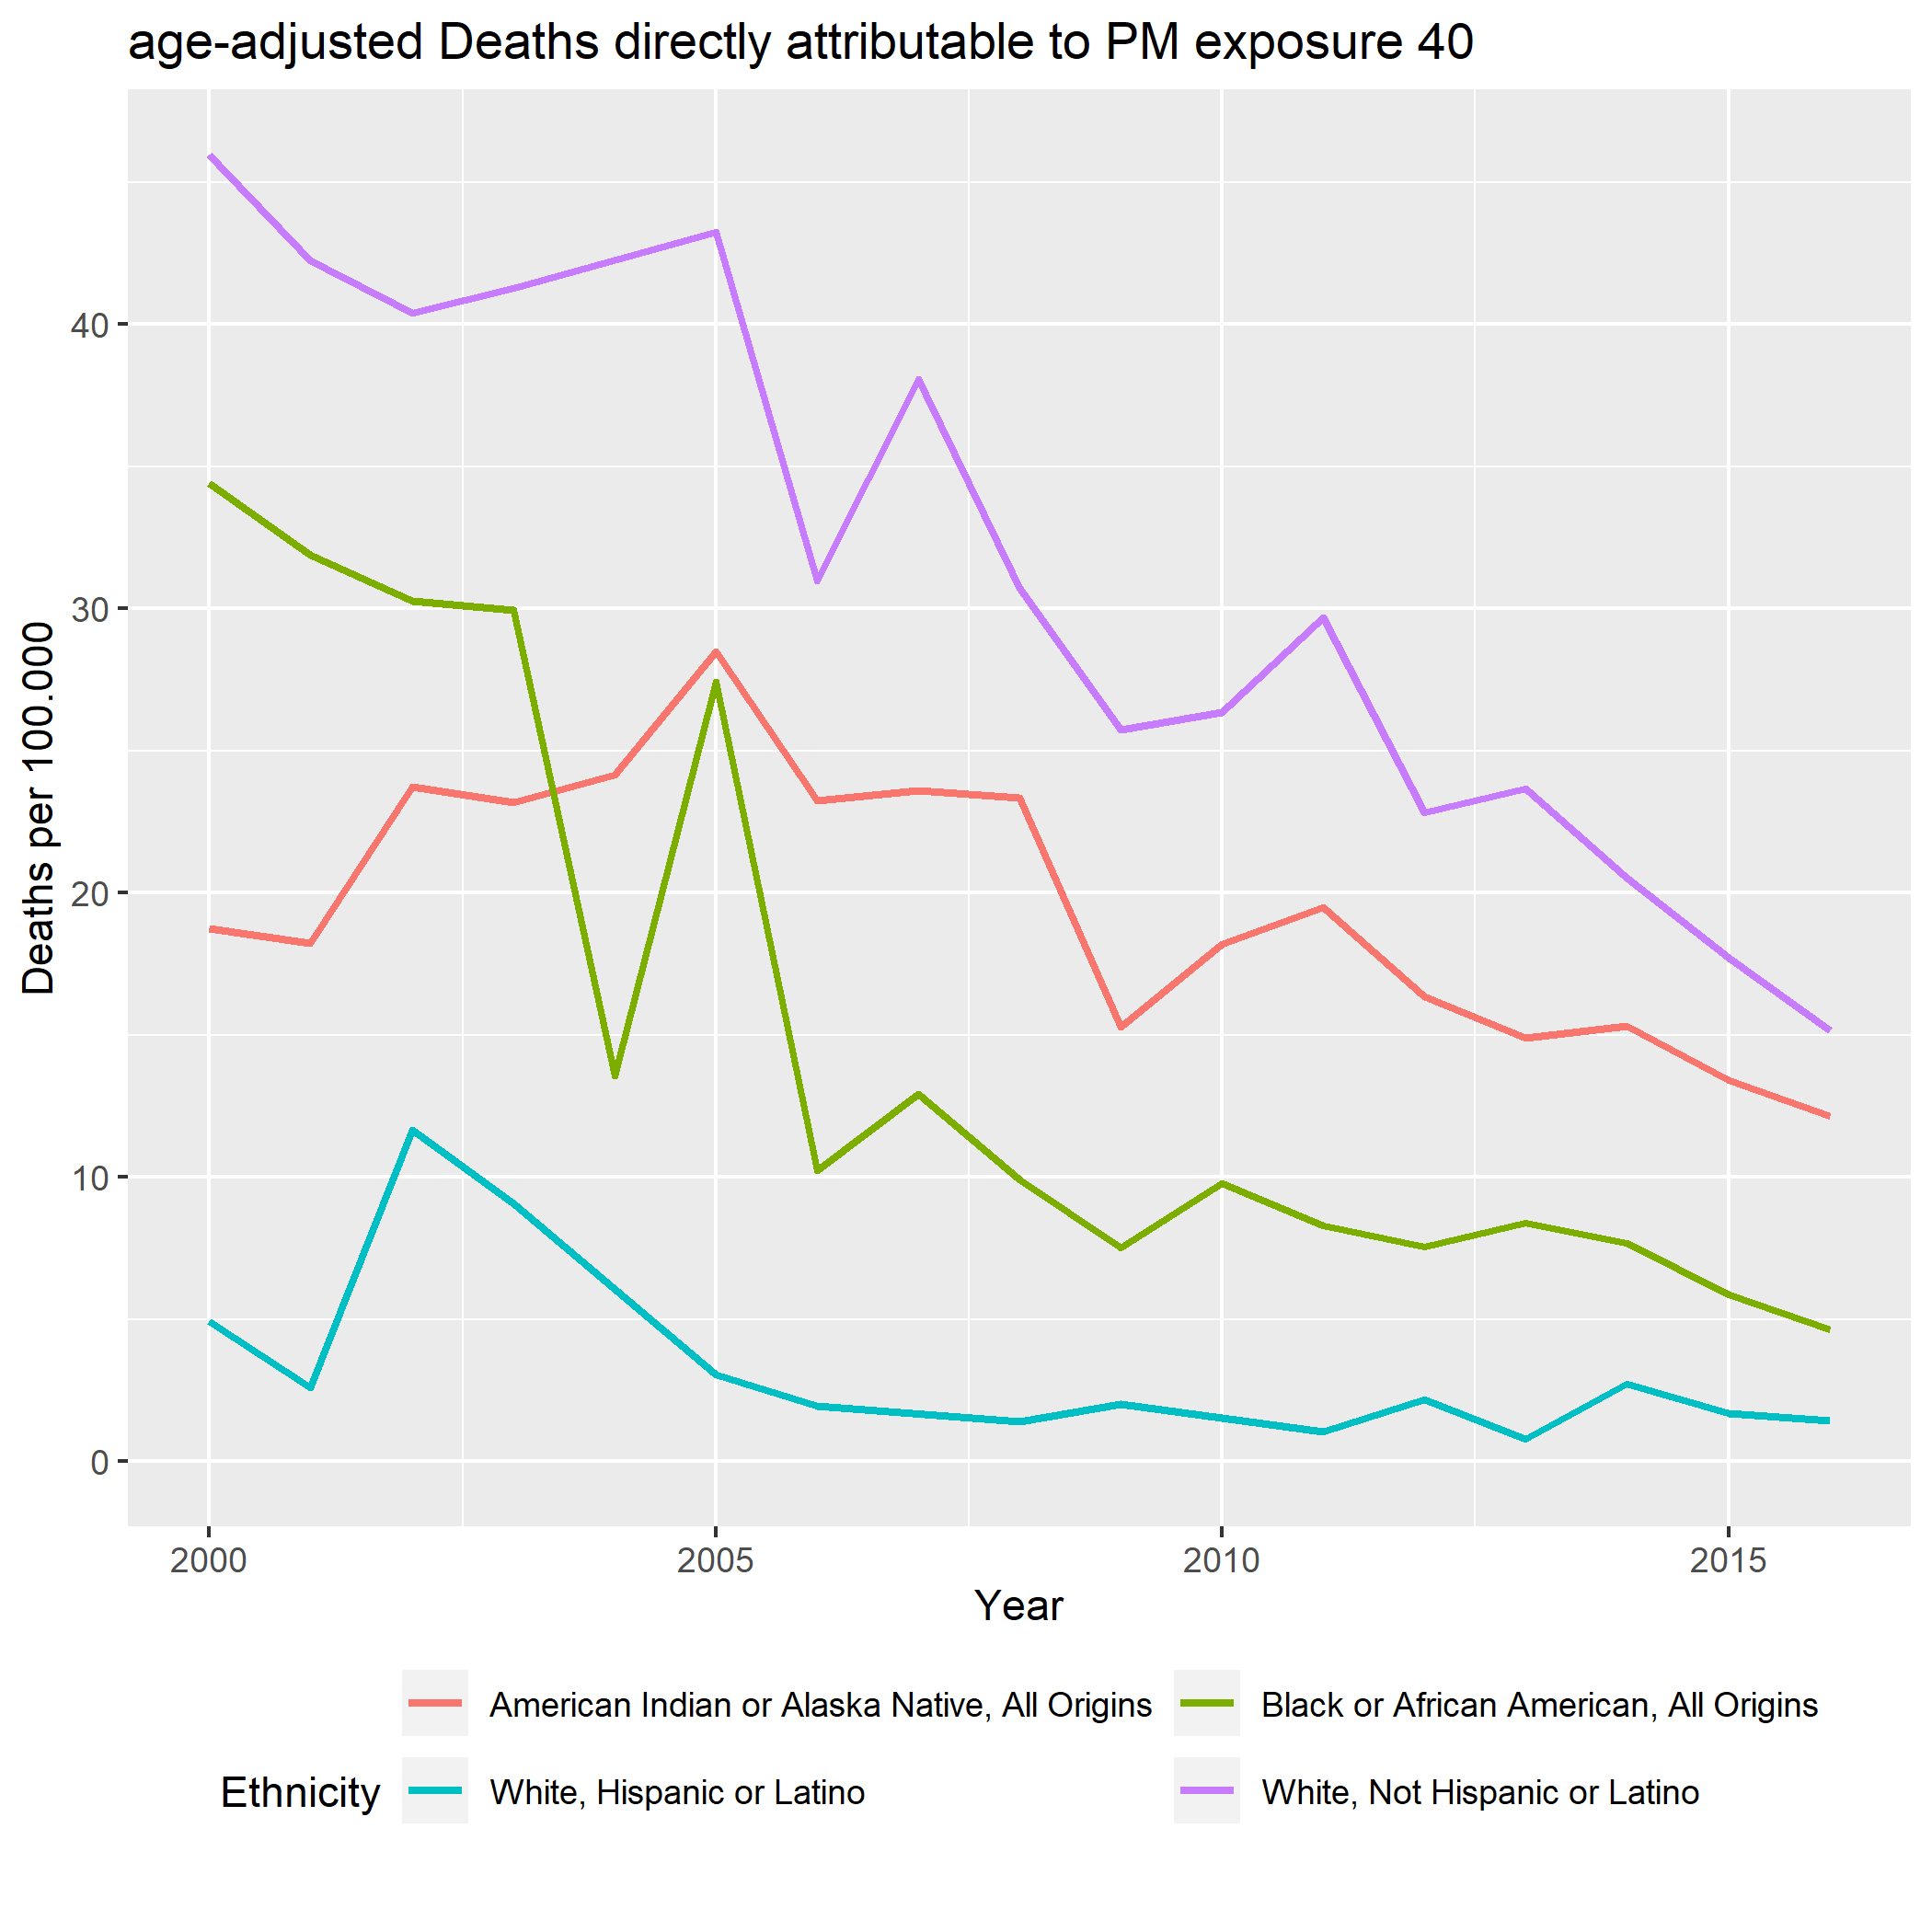 age-adjusted Deaths directly attributable to PM exposure 40
Deaths per 100.000
40
30
20
10
0
2000 2005 2010 2015
Year
Ethnicity
American Indian or Alaska Native, All Origins
Black or African American, All Origins
White, Hispanic or Latino
White, Not Hispanic or Latino